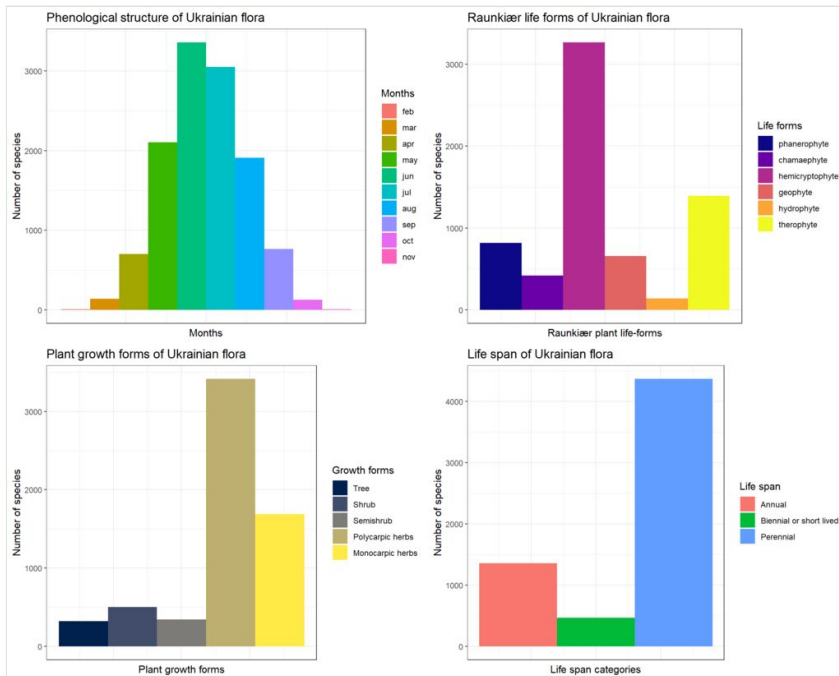 Phenological structure of Ukrainian flora
Number of species
3000
2000
1000
0
Months
Months
feb
mar
apr
may
jun
jul
aug
sep
oct
nov
Raunkiær life forms of Ukrainian flora
Number of species
3000
2000
1000
0
Raunkiær plant life-forms
Life forms
phanerophyte
chamaephyte
hemicryptophyte
geophyte
hydrophyte
therophyte
Plant growth forms of Ukrainian flora
Number of species
3000
2000
1000
0
Plant growth forms
Growth forms
Tree
Shrub
Semishrub
Polycarpic herbs
Monocarpic herbs
Life span of Ukrainian flora
Number of species
4000
3000
2000
1000
0
Life span categories
Life span
Annual
Biennial or short lived
Perennial